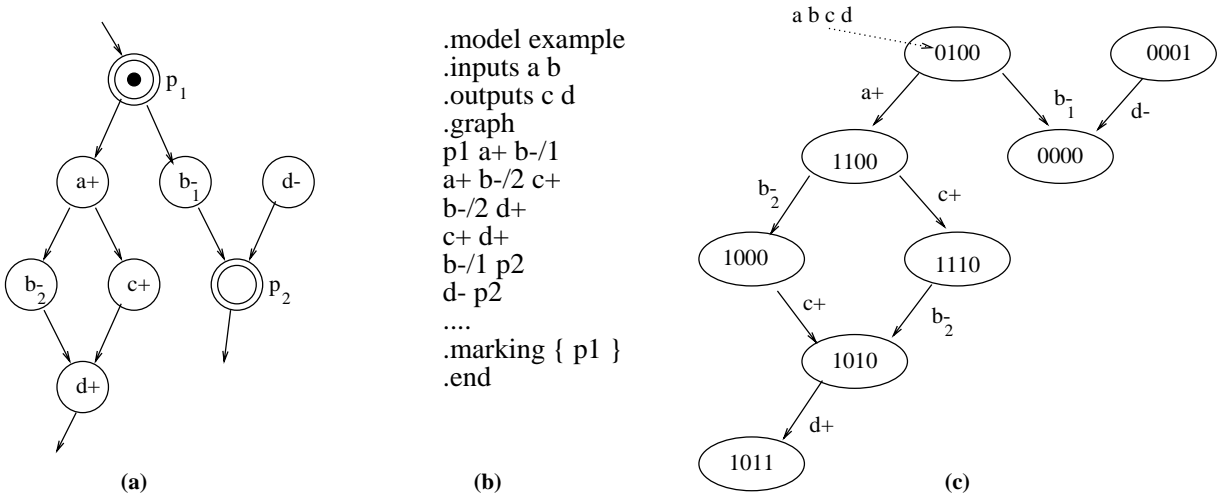 p1
a+
b-1
d-
b-2
c+
p2
d+
(a)
.model example
.inputs a b
.outputs c d
.graph
p1 a+ b-/1
a+ b-/2 c+
b-/2 d+
c+ d+
b-/1 p2
d- p2
....
.marking { p1 }
.end
(b)
a b c d
0100
0001
a+
b-1
d-
1100
0000
b-2
c+
1000
1110
c+
b-2
1010
d+
1011
(c)